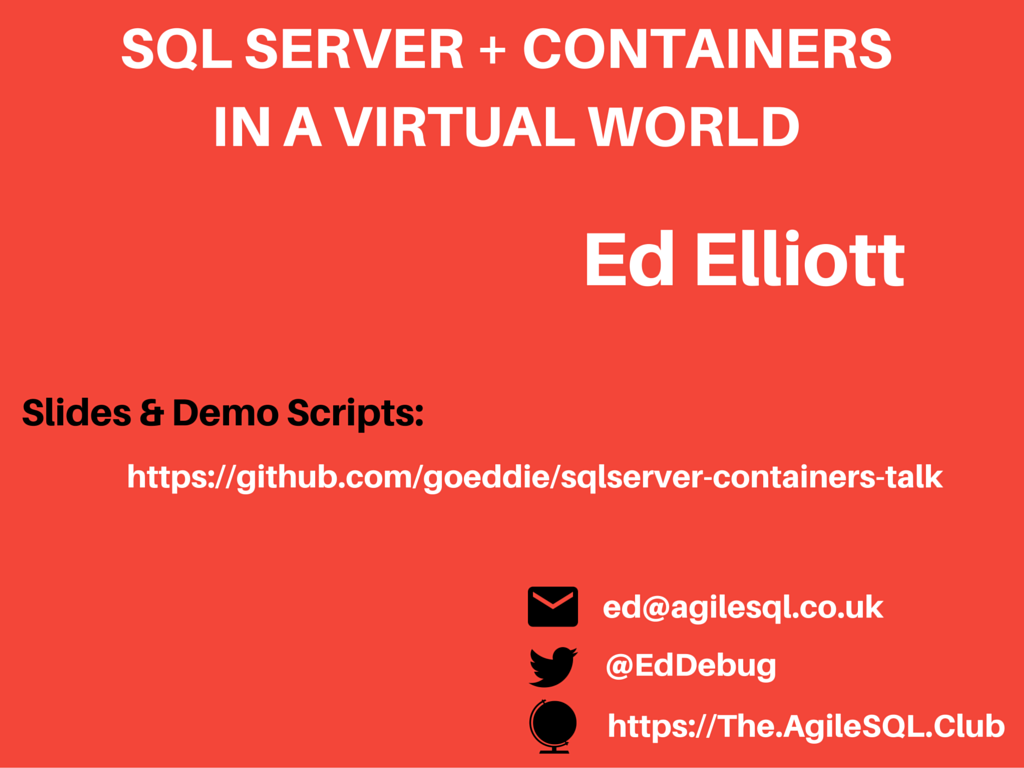 SQL SERVER + CONTAINERS
IN A VIRTUAL WORLD
Ed Elliott
Slides & Demo Scripts:
https://github.com/goeddie/sqlserver-containers-talk
ed@agilesql.co.uk
@EdDebug
https://The.AgileSQL.Club